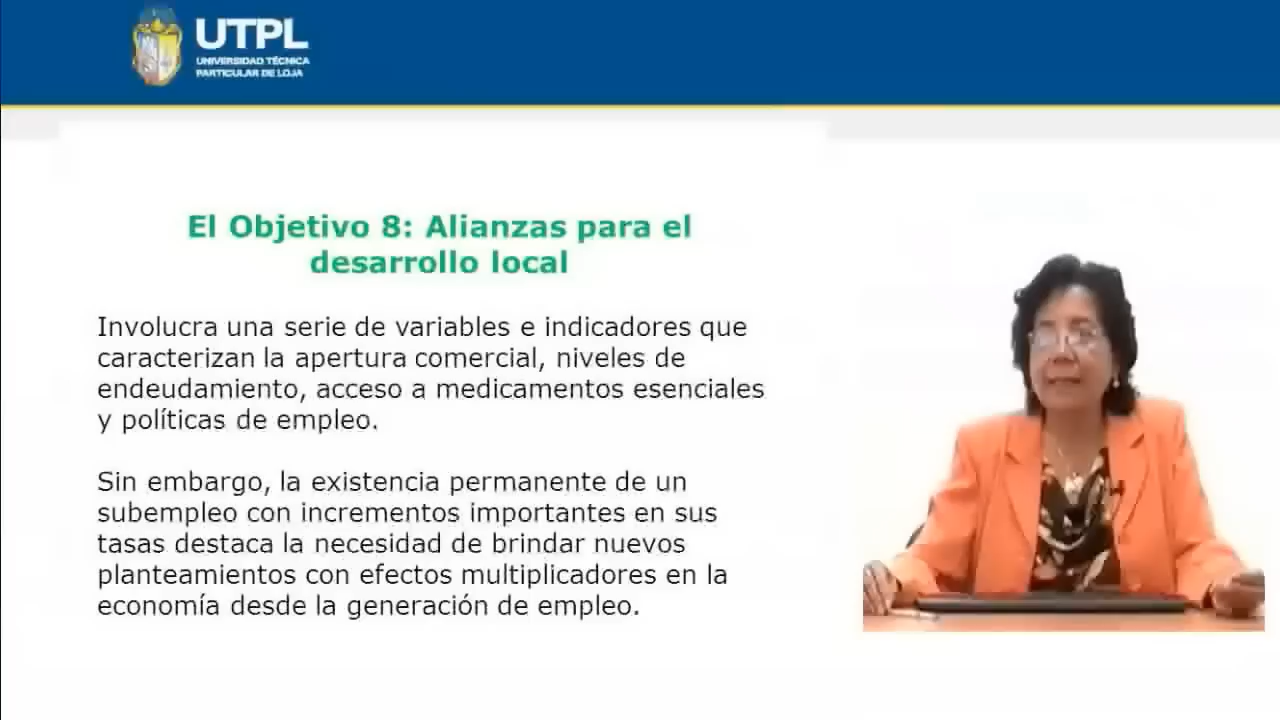 UTPL
UNIVERSIDAD TÉCNICA
PARTICULAR DE LOJA
El Objetivo 8: Alianzas para el
desarrollo local
Involucra una serie de variables e indicadores que
caracterizan la apertura comercial, niveles de
endeudamiento, acceso a medicamentos esenciales
y políticas de empleo.
Sin embargo, la existencia permanente de un
subempleo con incrementos importantes en sus
tasas destaca la necesidad de brindar nuevos
planteamientos con efectos multiplicadores en la
economía desde la generación de empleo.